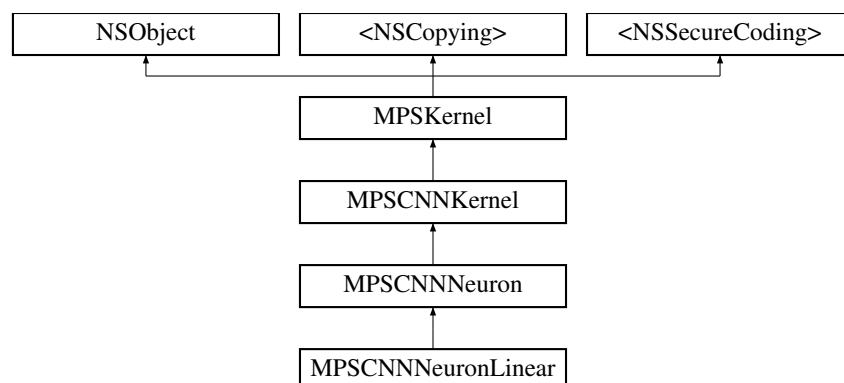 NSObject
<NSCopying>
<NSSecureCoding>
MPSKernel
MPSCNNKernel
MPSCNNNeuron
MPSCNNNeuronLinear